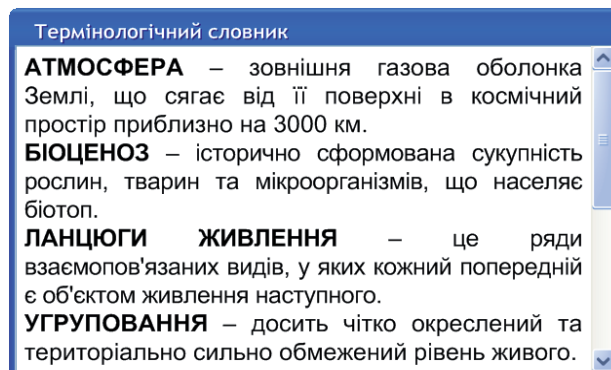 Термінологічний словник
АТМОСФЕРА – зовнішня газова оболонка
Землі, що сягає від її поверхні в космічний
простір приблизно на 3000 км.
БІОЦЕНОЗ – історично сформована сукупність
рослин, тварин та мікроорганізмів, що населяє
біотоп.
ЛАНЦЮГИ ЖИВЛЕННЯ – це ряди
взаємопов'язаних видів, у яких кожний попередній
є об'єктом живлення наступного.
УГРУПОВАННЯ – досить чітко окреслений та
територіально сильно обмежений рівень живого.